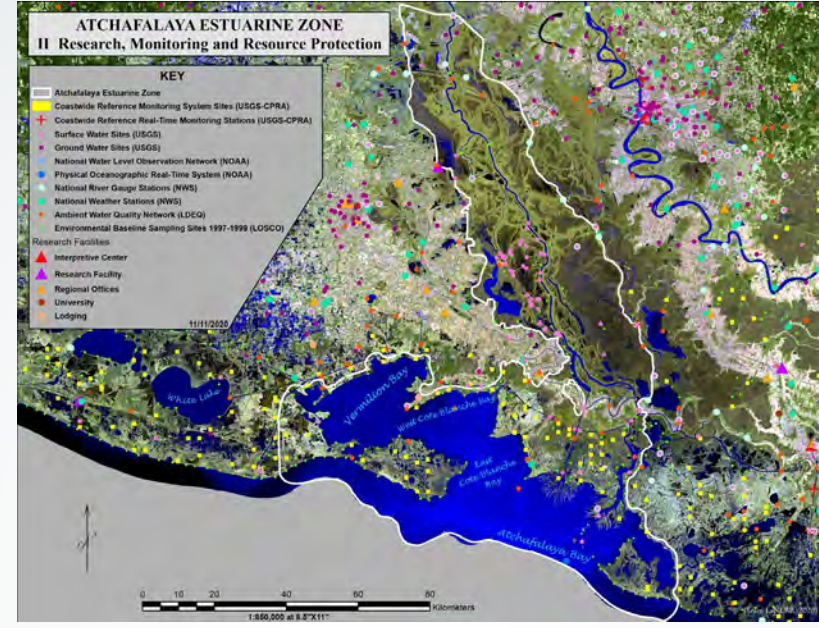 ATCHAFALAYA ESTUARINE ZONE
II Research, Monitoring and Resource Protection
KEY
Atchafalaya Estuarine Zone
Coastwide Reference Monitoring System Sites (USGS-CPRA)
Coastwide Reference Real-Time Monitoring Stations (USGS-CPRA)
Surface Water Sites (USGS)
Ground Water Sites (USGS)
National Water Level Observation Network (NOAA)
Physical Oceanographic Real-Time System (NOAA)
National River Gauge Stations (NWS)
National Weather Stations (NWS)
Ambient Water Quality Network (LDEQ)
Environmental Baseline Sampling Sites 1997-1998 (LOSCO)
Research Facilities
Interpretive Center
Research Facility
Regional Offices
University
Lodging
11/11/2020
White Lake
Vermilion Bay
West Cote Blanche Bay
East
Cote Blanche
Bay
Atchafalaya Bay
0 10 20 40 60 80
Kilometers
1:650,000 at 8.5"X11"